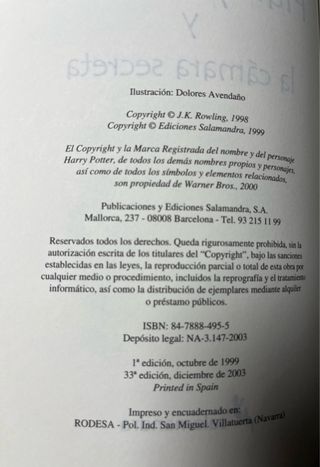 Ilustración: Dolores Avendaño
Copyright © J.K. Rowling, 1998
Copyright © Ediciones Salamandra, 1999
El Copyright y la Marca Registrada del nombre y del personaje
Harry Potter, de todos los demás nombres propios y personajes,
así como de todos los símbolos y elementos relacionados,
son propiedad de Warner Bros., 2000
Publicaciones y Ediciones Salamandra, S.A.
Mallorca, 237 - 08008 Barcelona - Tel. 93 215 11 99
Reservados todos los derechos. Queda rigurosamente prohibida, sin la
autorización escrita de los titulares del "Copyright", bajo las sanciones
establecidas en las leyes, la reproducción parcial o total de esta obra por
cualquier medio o procedimiento, incluidos la reprografía y el tratamiento
informático, así como la distribución de ejemplares mediante alquiler
o préstamo públicos.
ISBN: 84-7888-495-5
Depósito legal: NA-3.147-2003
1ª edición, octubre de 1999
33ª edición, diciembre de 2003
Printed in Spain
Impreso y encuadernado en:
RODESA - Pol. Ind. San Miguel. Villatuerta (Navarra)